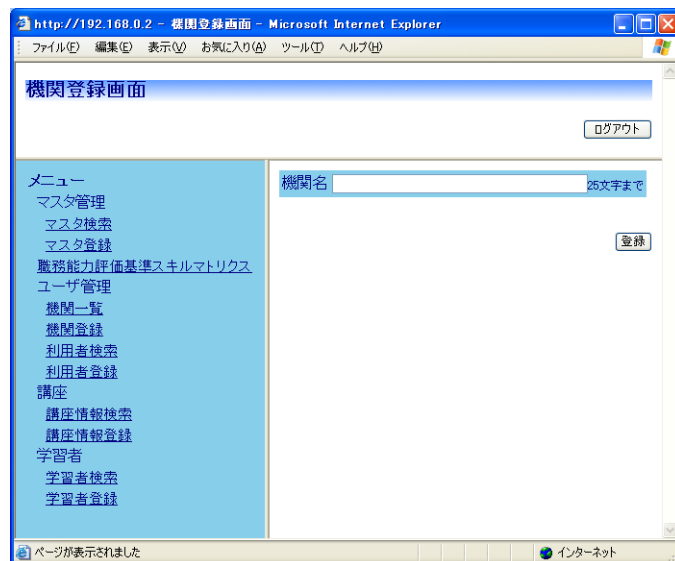 http://192.168.0.2 - 機関登録画面 - Microsoft Internet Explorer
ファイル(F) 編集(E) 表示(V) お気に入り(A) ツール(T) ヘルプ(H)
機関登録画面
ログアウト
メニュー
マスタ管理
マスタ検索
マスタ登録
職務能力評価基準スキルマトリクス
ユーザ管理
機関一覧
機関登録
利用者検索
利用者登録
講座
講座情報検索
講座情報登録
学習者
学習者検索
学習者登録
機関名 25文字まで
登録
ページが表示されました インターネット